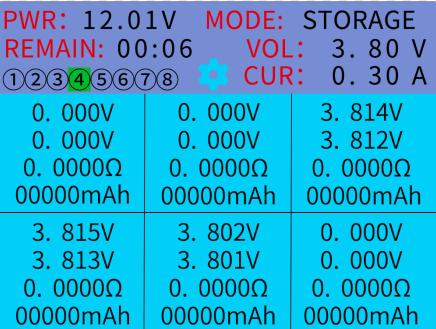 PWR: 12.01V MODE: STORAGE
REMAIN: 00:06 VOL: 3.80 V
①②③④⑤⑥⑦⑧ CUR: 0.30 A
0.000V 0.000V 3.814V
0.000V 0.000V 3.812V
0.0000Ω 0.0000Ω 0.0000Ω
00000mAh 00000mAh 00000mAh
3.815V 3.802V 0.000V
3.813V 3.801V 0.000V
0.0000Ω 0.0000Ω 0.0000Ω
00000mAh 00000mAh 00000mAh